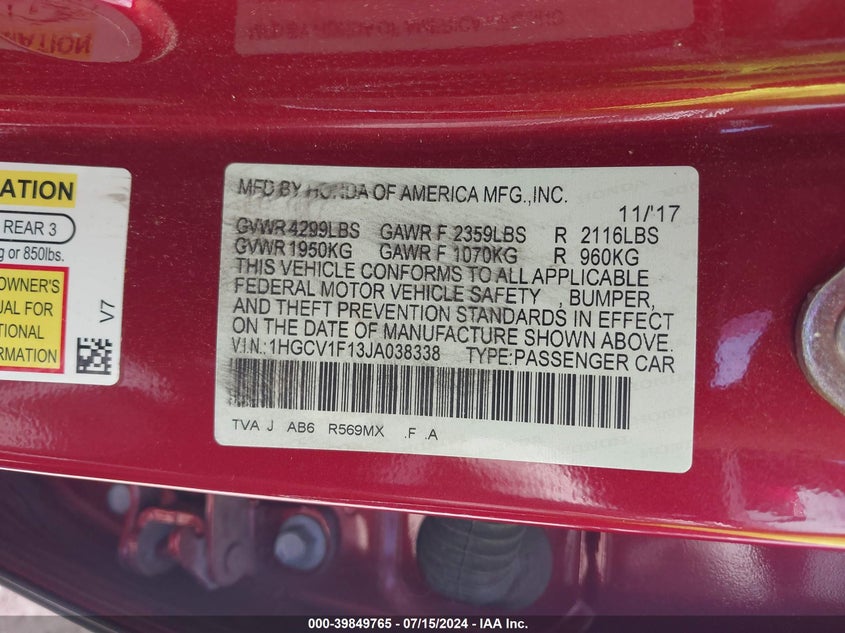 ATION
REAR 3
g or 850lbs.
OWNER'S
UAL FOR
TIONAL
RMATION
V7
MFD BY HONDA OF AMERICA MFG.,INC.
11/'17
GVWR 4299LBS GAWR F 2359LBS R 2116LBS
GVWR 1950KG GAWR F 1070KG R 960KG
THIS VEHICLE CONFORMS TO ALL APPLICABLE
FEDERAL MOTOR VEHICLE SAFETY , BUMPER,
AND THEFT PREVENTION STANDARDS IN EFFECT
ON THE DATE OF MANUFACTURE SHOWN ABOVE.
V.I.N.:1HGCV1F13JA038338 TYPE:PASSENGER CAR
TVA J AB6 R569MX .F .A
000-39849765 - 07/15/2024 - IAA Inc.